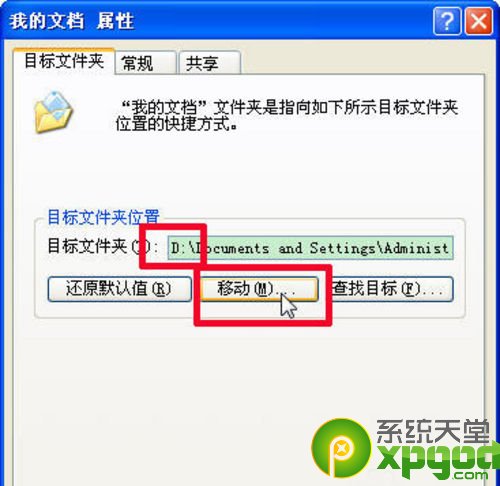 我的文档 属性
目标文件夹 常规 共享
“我的文档”文件夹是指向如下所示目标文件夹
位置的快捷方式。
目标文件夹位置
目标文件夹(T): D:\Documents and Settings\Administ
还原默认值(R) 移动(M)... 查找目标(F)...
系统天堂
xpgod